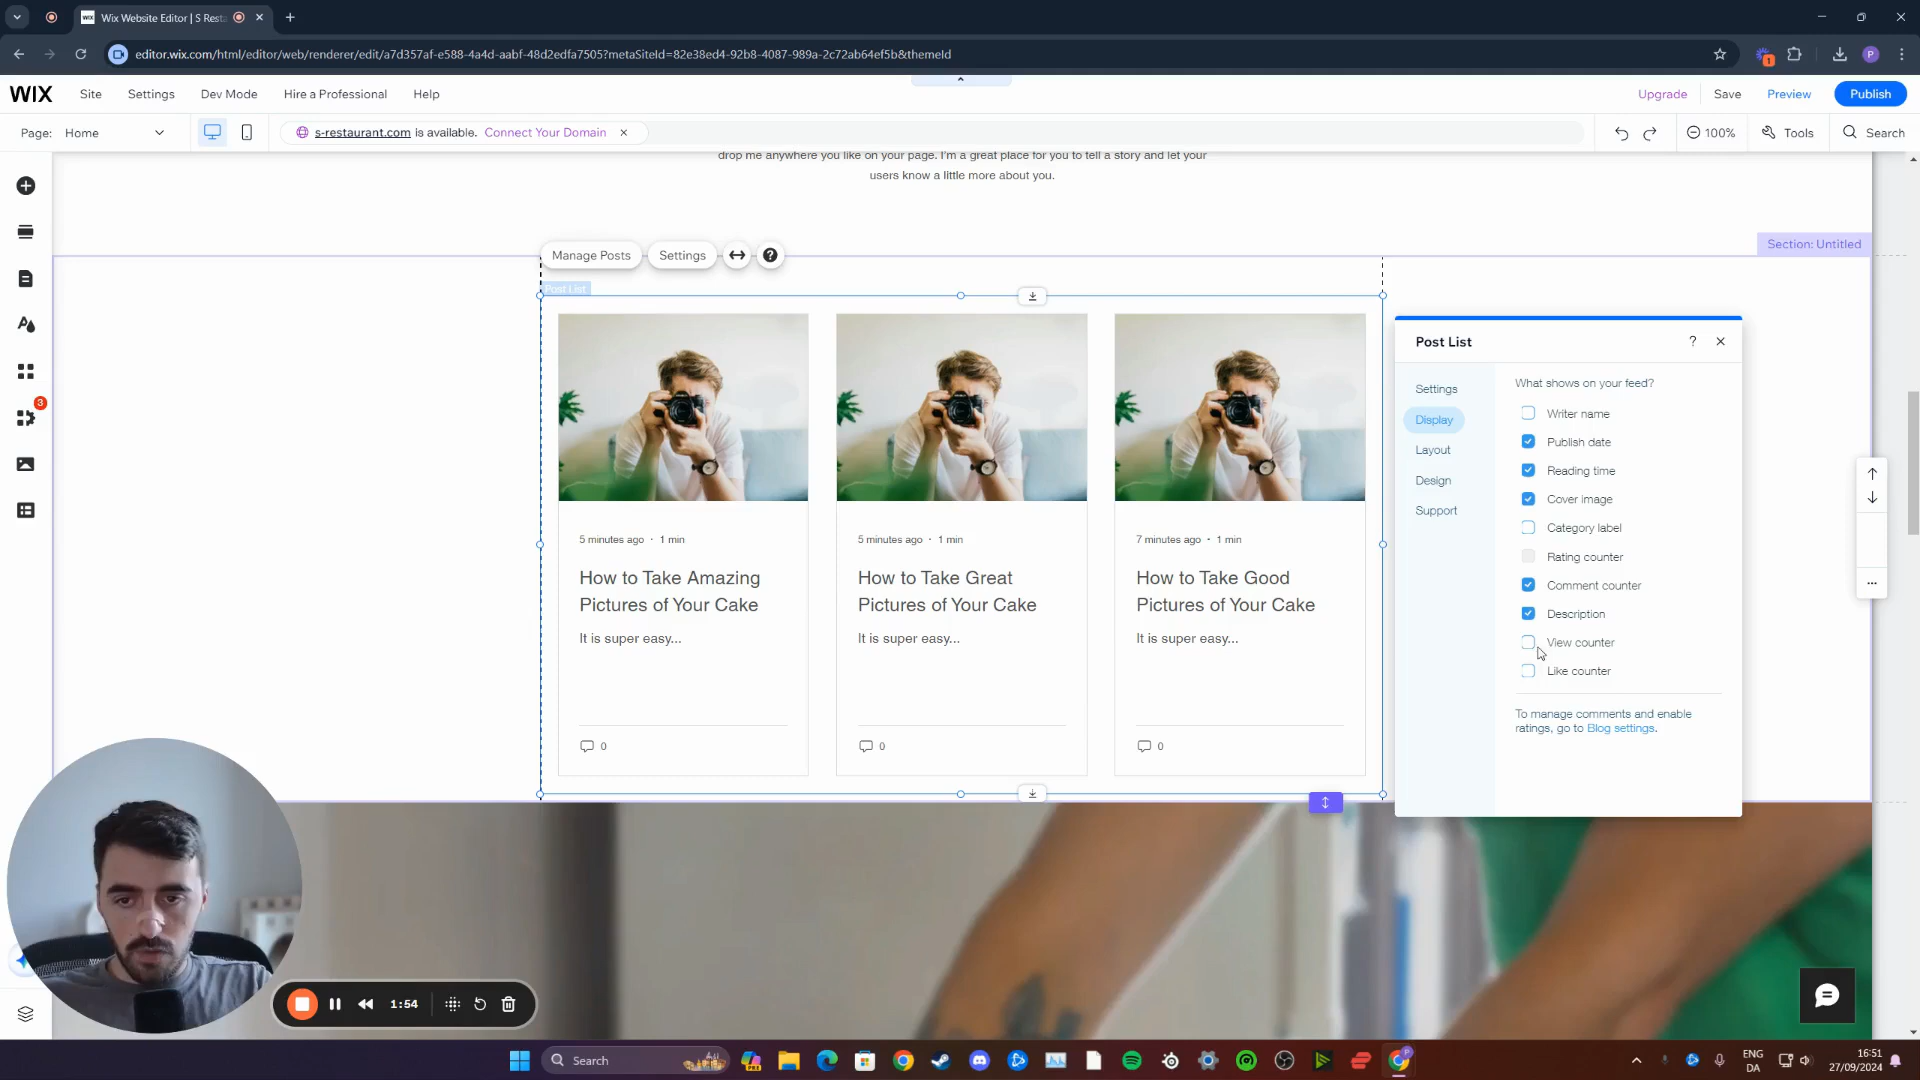 Wix Website Editor | S Resta
editor.wix.com/html/editor/web/renderer/edit/a7d357af-e588-4a4d-aabf-48d2edfa7505?metaSiteId=82e38ed4-92b8-4087-989a-2c72ab64ef5b&themeId
1
P
WIX
Site
Settings
Dev Mode
Hire a Professional
Help
Upgrade
Save
Preview
Publish
Page: Home
s-restaurant.com is available. Connect Your Domain
100%
Tools
Search
drop me anywhere you like on your page. I'm a great place for you to tell a story and let your
users know a little more about you.
Section: Untitled
Manage Posts
Settings
?
Post List
3
5 minutes ago · 1 min
How to Take Amazing
Pictures of Your Cake
It is super easy...
0
5 minutes ago · 1 min
How to Take Great
Pictures of Your Cake
It is super easy...
0
7 minutes ago · 1 min
How to Take Good
Pictures of Your Cake
It is super easy...
0
Post List
?
Settings
Display
Layout
Design
Support
What shows on your feed?
Writer name
Publish date
Reading time
Cover image
Category label
Rating counter
Comment counter
Description
View counter
Like counter
To manage comments and enable
ratings, go to Blog settings.
1:54
Search
ENG
DA
16:51
27/09/2024